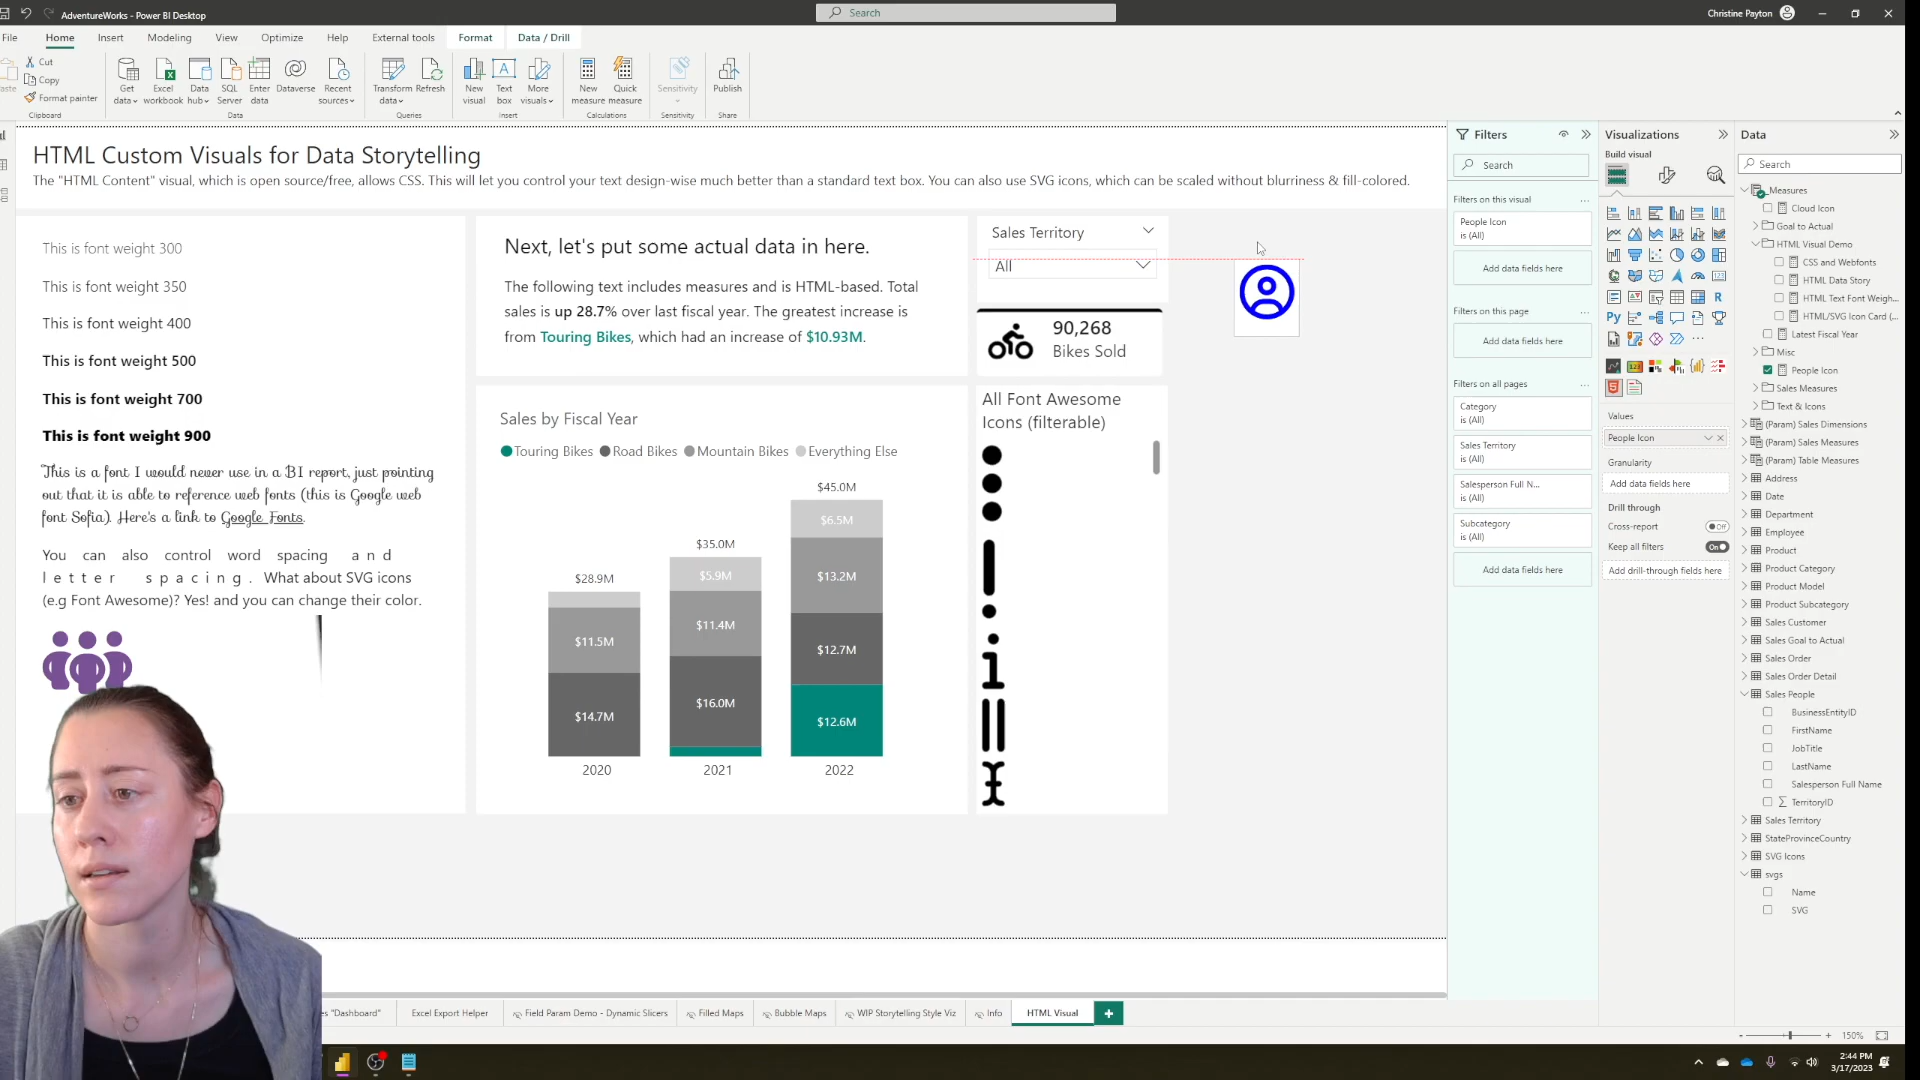 AdventureWorks - Power BI Desktop
Search
Christine Payton
File
Home
Insert
Modeling
View
Optimize
Help
External tools
Format
Data / Drill
Cut
Copy
Format painter
Clipboard
Get data
Excel workbook
Data hub
SQL Server
Enter data
Dataverse
Recent sources
Data
Transform data
Refresh
Queries
New visual
Text box
More visuals
Insert
New measure
Quick measure
Calculations
Sensitivity
Sensitivity
Publish
Share
HTML Custom Visuals for Data Storytelling
The "HTML Content" visual, which is open source/free, allows CSS. This will let you control your text design-wise much better than a standard text box. You can also use SVG icons, which can be scaled without blurriness & fill-colored.
This is font weight 300
This is font weight 350
This is font weight 400
This is font weight 500
This is font weight 700
This is font weight 900
This is a font I would never use in a BI report, just pointing
out that it is able to reference web fonts (this is Google web
font Sofia). Here's a link to Google Fonts.
You can also control word spacing and
letter spacing. What about SVG icons
(e.g Font Awesome)? Yes! and you can change their color.
Next, let's put some actual data in here.
The following text includes measures and is HTML-based. Total
sales is up 28.7% over last fiscal year. The greatest increase is
from Touring Bikes, which had an increase of $10.93M.
Sales by Fiscal Year
Touring Bikes Road Bikes Mountain Bikes Everything Else
$28.9M
$11.5M
$14.7M
2020
$35.0M
$5.9M
$11.4M
$16.0M
2021
$45.0M
$6.5M
$13.2M
$12.7M
$12.6M
2022
Sales Territory
All
90,268
Bikes Sold
All Font Awesome
Icons (filterable)
Filters
Search
Filters on this visual
People Icon
is (All)
Add data fields here
Filters on this page
Add data fields here
Filters on all pages
Category
is (All)
Sales Territory
is (All)
Salesperson Full N...
is (All)
Subcategory
is (All)
Add data fields here
Visualizations
Build visual
R
Py
Values
People Icon
Granularity
Add data fields here
Drill through
Cross-report
Off
Keep all filters
On
Add drill-through fields here
Data
Search
_Measures
Cloud Icon
Goal to Actual
HTML Visual Demo
CSS and Webfonts
HTML Data Story
HTML Text Font Weigh...
HTML/SVG Icon Card (...
Latest Fiscal Year
Misc
People Icon
Sales Measures
Text & Icons
(Param) Sales Dimensions
(Param) Sales Measures
(Param) Table Measures
Address
Date
Department
Employee
Product
Product Category
Product Model
Product Subcategory
Sales Customer
Sales Goal to Actual
Sales Order
Sales Order Detail
Sales People
BusinessEntityID
FirstName
JobTitle
LastName
Salesperson Full Name
TerritoryID
Sales Territory
StateProvinceCountry
SVG Icons
svgs
Name
SVG
"Dashboard"
Excel Export Helper
Field Param Demo - Dynamic Slicers
Filled Maps
Bubble Maps
WIP Storytelling Style Viz
Info
HTML Visual
150%
2:44 PM
3/17/2023